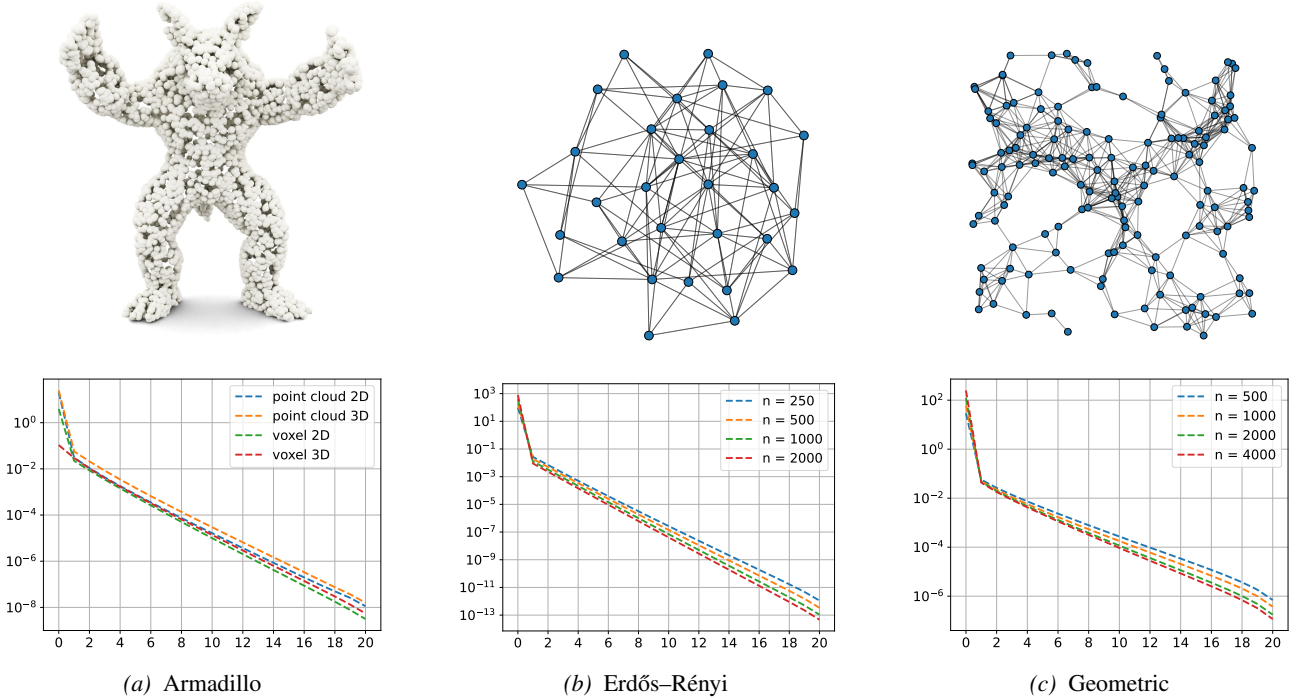 10^0
10^-2
10^-4
10^-6
10^-8
0 2 4 6 8 10 12 14 16 18 20
point cloud 2D
point cloud 3D
voxel 2D
voxel 3D
(a) Armadillo
10^3
10^1
10^-1
10^-3
10^-5
10^-7
10^-9
10^-11
10^-13
0 2 4 6 8 10 12 14 16 18 20
n = 250
n = 500
n = 1000
n = 2000
(b) Erdős–Rényi
10^2
10^0
10^-2
10^-4
10^-6
0 2 4 6 8 10 12 14 16 18 20
n = 500
n = 1000
n = 2000
n = 4000
(c) Geometric